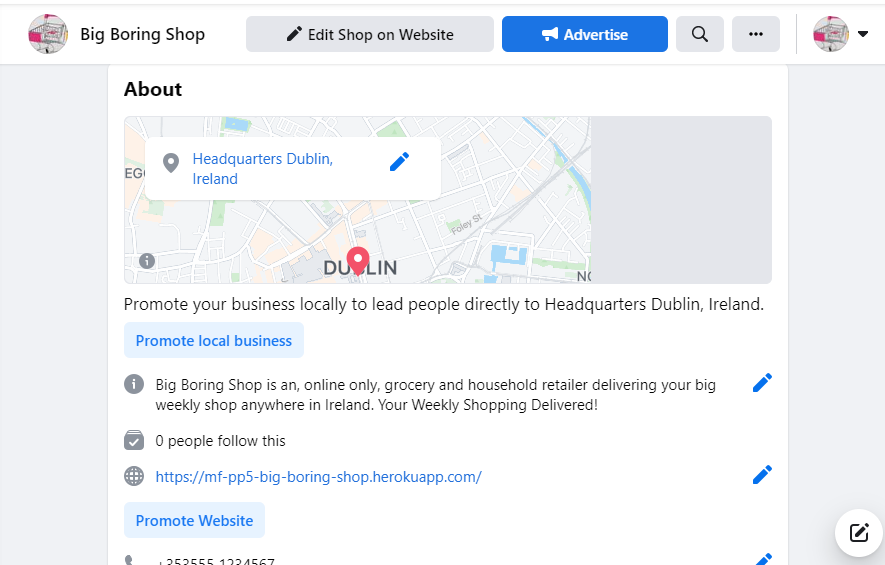 Big Boring Shop
Edit Shop on Website
Advertise
About
Headquarters Dublin,
Ireland
Foley St
DUBLIN
Promote your business locally to lead people directly to Headquarters Dublin, Ireland.
Promote local business
Big Boring Shop is an, online only, grocery and household retailer delivering your big
weekly shop anywhere in Ireland. Your Weekly Shopping Delivered!
0 people follow this
https://mf-pp5-big-boring-shop.herokuapp.com/
Promote Website
+353555 1234567